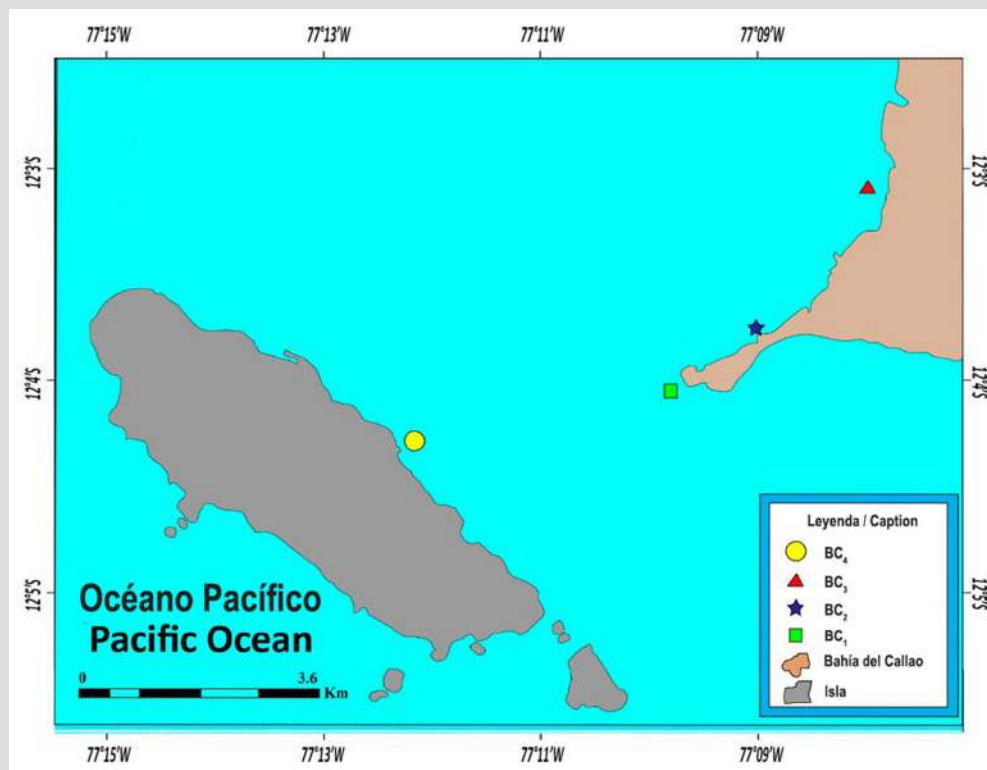 77°15'W 77°13'W 77°11'W 77°09'W
12°3'S 12°3'S
12°4'S 12°4'S
12°5'S 12°5'S
Océano Pacífico
Pacific Ocean
0 3.6
Km
Leyenda / Caption
BC₄
BC₃
BC₂
BC₁
Bahía del Callao
Isla
77°15'W 77°13'W 77°11'W 77°09'W